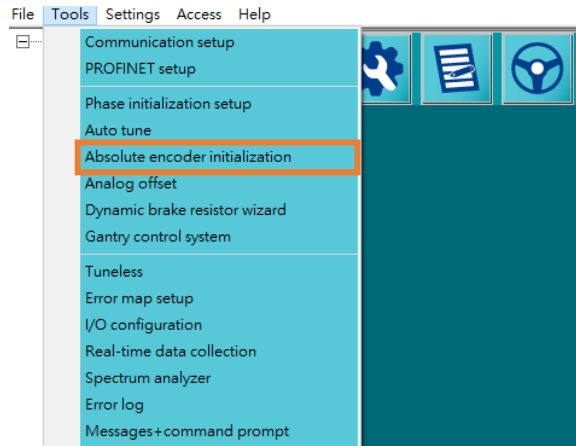 File Tools Settings Access Help
Communication setup
PROFINET setup
Phase initialization setup
Auto tune
Absolute encoder initialization
Analog offset
Dynamic brake resistor wizard
Gantry control system
Tuneless
Error map setup
I/O configuration
Real-time data collection
Spectrum analyzer
Error log
Messages+command prompt